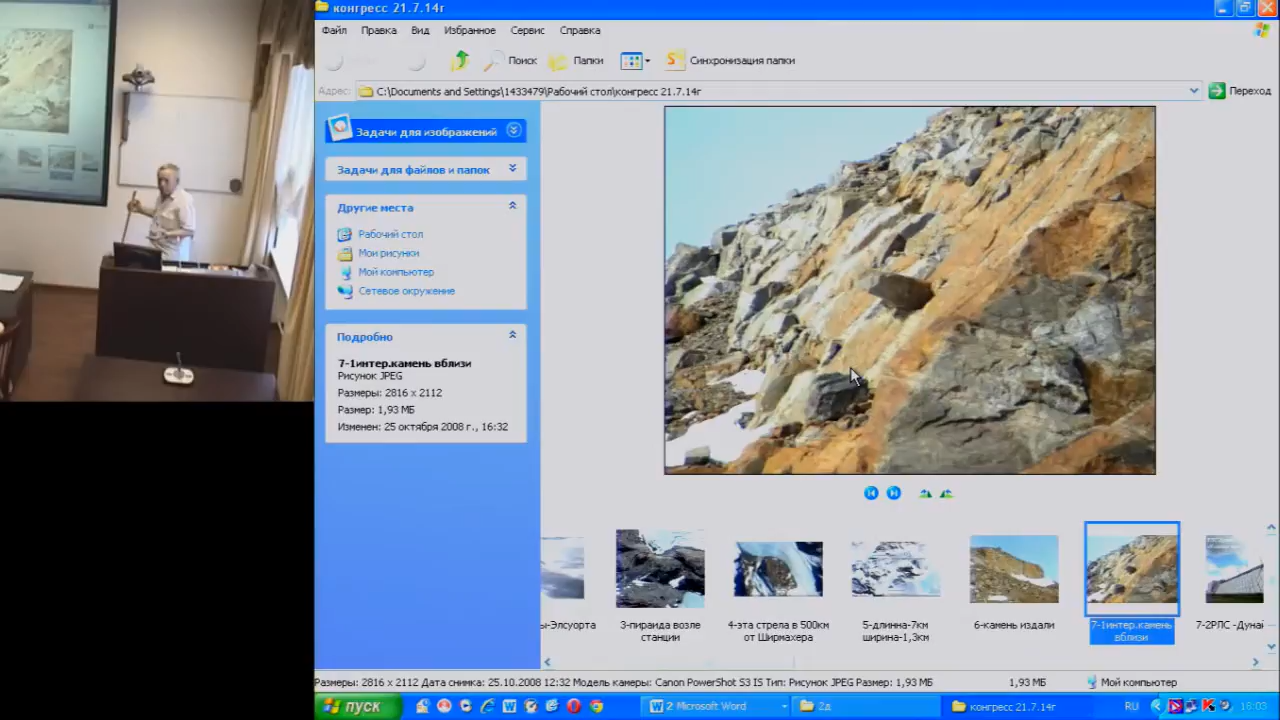 конгресс 21.7.14г
Файл Правка Вид Избранное Сервис Справка
Поиск Папки Синхронизация папки
Адрес: C:\Documents and Settings\1433479\Рабочий стол\конгресс 21.7.14г Переход
Задачи для изображений
Задачи для файлов и папок
Другие места
Рабочий стол
Мои рисунки
Мой компьютер
Сетевое окружение
Подробно
7-1интер.камень вблизи
Рисунок JPEG
Размеры: 2816 x 2112
Размер: 1,93 МБ
Изменен: 25 октября 2008 г., 16:32
ы-Элсуорта
3-пираида возле
станции
4-эта стрела в 500км
от Ширмахера
5-длинна-7км
ширина-1,3км
6-камень издали
7-1интер.камень
вблизи
7-2РПС -Дунай
Размеры: 2816 x 2112 Дата снимка: 25.10.2008 12:32 Модель камеры: Canon PowerShot S3 IS Тип: Рисунок JPEG Размер: 1,93 МБ 1,93 МБ Мой компьютер
пуск 2 Microsoft Word 2д конгресс 21.7.14г RU 18:03